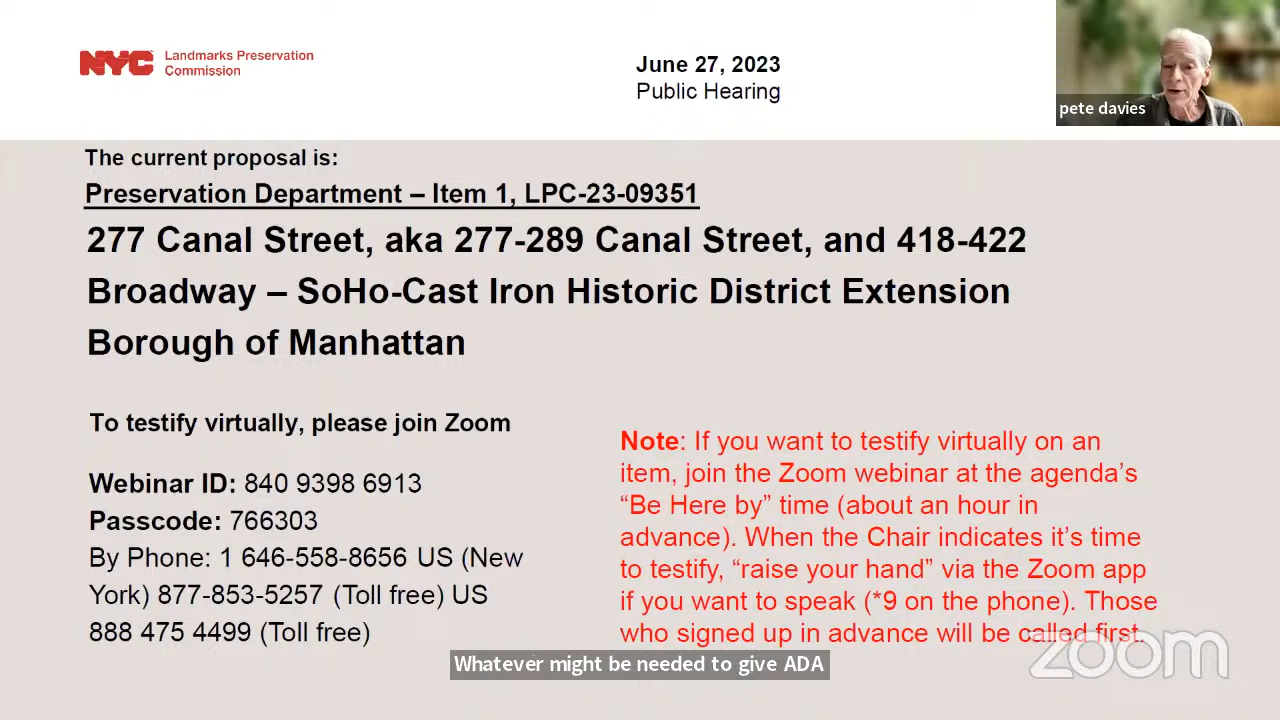 NYC Landmarks Preservation
Commission
June 27, 2023
Public Hearing
pete davies
The current proposal is:
Preservation Department – Item 1, LPC-23-09351
277 Canal Street, aka 277-289 Canal Street, and 418-422
Broadway – SoHo-Cast Iron Historic District Extension
Borough of Manhattan
To testify virtually, please join Zoom
Webinar ID: 840 9398 6913
Passcode: 766303
By Phone: 1 646-558-8656 US (New
York) 877-853-5257 (Toll free) US
888 475 4499 (Toll free)
Note: If you want to testify virtually on an
item, join the Zoom webinar at the agenda’s
“Be Here by” time (about an hour in
advance). When the Chair indicates it’s time
to testify, “raise your hand” via the Zoom app
if you want to speak (*9 on the phone). Those
who signed up in advance will be called first.
zoom
Whatever might be needed to give ADA